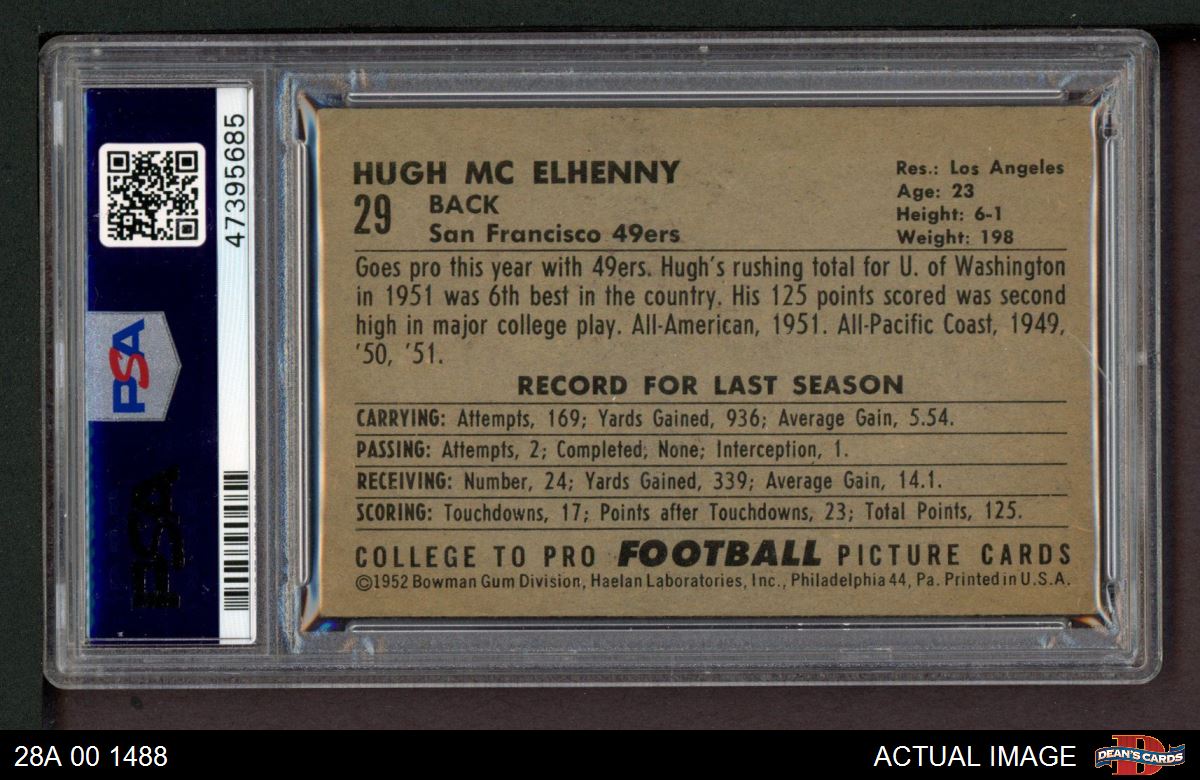 47395685
PSA
PSA
HUGH MC ELHENNY
29 BACK
San Francisco 49ers
Res.: Los Angeles
Age: 23
Height: 6-1
Weight: 198
Goes pro this year with 49ers. Hugh's rushing total for U. of Washington
in 1951 was 6th best in the country. His 125 points scored was second
high in major college play. All-American, 1951. All-Pacific Coast, 1949,
'50, '51.
RECORD FOR LAST SEASON
CARRYING: Attempts, 169; Yards Gained, 936; Average Gain, 5.54.
PASSING: Attempts, 2; Completed; None; Interception, 1.
RECEIVING: Number, 24; Yards Gained, 339; Average Gain, 14.1.
SCORING: Touchdowns, 17; Points after Touchdowns, 23; Total Points, 125.
COLLEGE TO PRO FOOTBALL PICTURE CARDS
©1952 Bowman Gum Division, Haelan Laboratories, Inc., Philadelphia 44, Pa. Printed in U.S.A.
28A 00 1488
ACTUAL IMAGE
D
DEAN'S CARDS